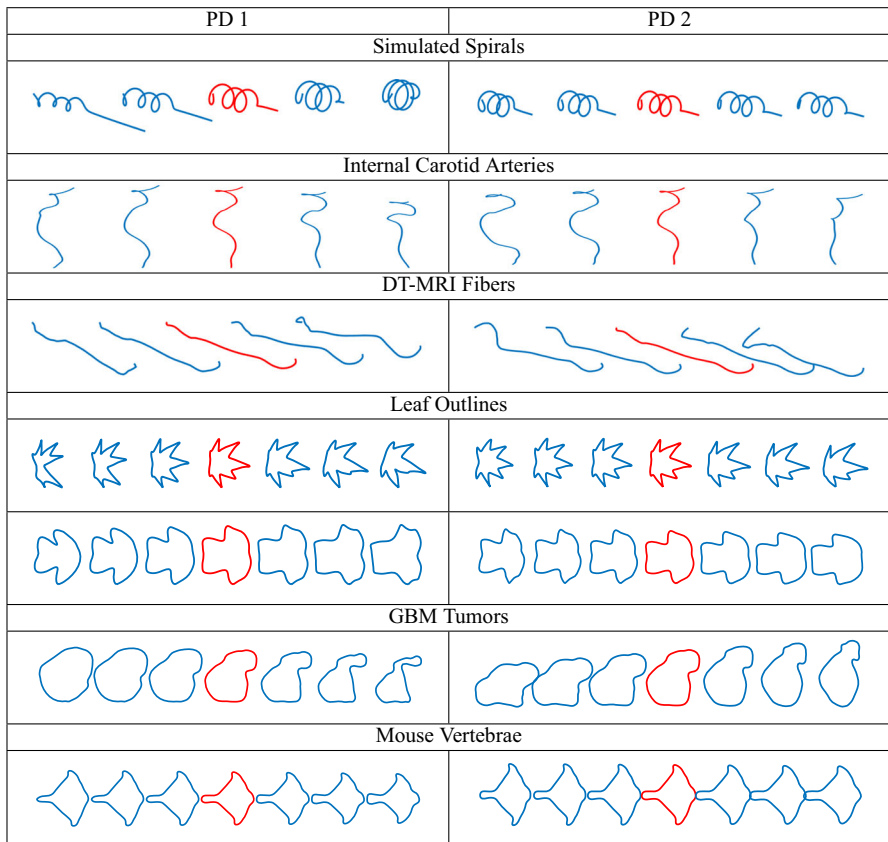 PD 1 PD 2
Simulated Spirals
Internal Carotid Arteries
DT-MRI Fibers
Leaf Outlines
GBM Tumors
Mouse Vertebrae